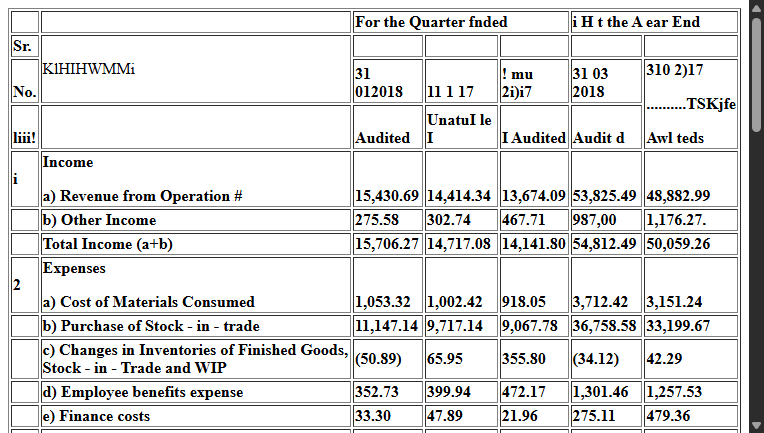 For the Quarter fnded i H t the A ear End
Sr.
K1HIHWMMi
No. 31 012018 11 1 17 ! mu 2i)i7 31 03 2018 310 2)17 ..........TSKjfe
liii! Audited UnatuI le I I Audited Audit d Awl teds
i Income
a) Revenue from Operation # 15,430.69 14,414.34 13,674.09 53,825.49 48,882.99
b) Other Income 275.58 302.74 467.71 987,00 1,176.27.
Total Income (a+b) 15,706.27 14,717.08 14,141.80 54,812.49 50,059.26
2 Expenses
a) Cost of Materials Consumed 1,053.32 1,002.42 918.05 3,712.42 3,151.24
b) Purchase of Stock - in - trade 11,147.14 9,717.14 9,067.78 36,758.58 33,199.67
c) Changes in Inventories of Finished Goods,
Stock - in - Trade and WIP (50.89) 65.95 355.80 (34.12) 42.29
d) Employee benefits expense 352.73 399.94 472.17 1,301.46 1,257.53
e) Finance costs 33.30 47.89 21.96 275.11 479.36